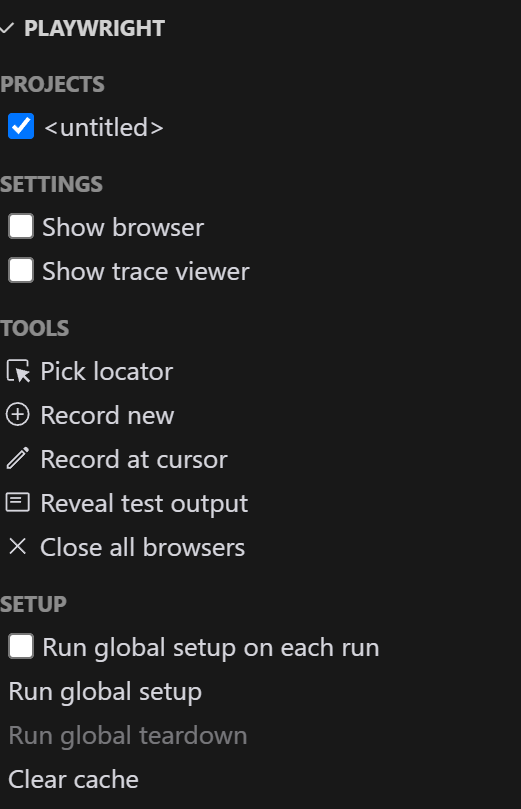 PLAYWRIGHT
PROJECTS
<untitled>
SETTINGS
Show browser
Show trace viewer
TOOLS
Pick locator
Record new
Record at cursor
Reveal test output
Close all browsers
SETUP
Run global setup on each run
Run global setup
Run global teardown
Clear cache